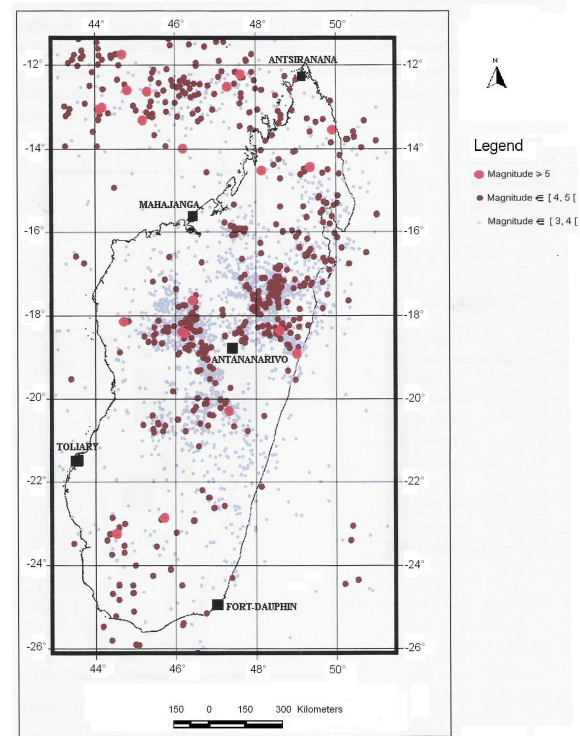 44° 46° 48° 50°
ANTSIRANANA
N
-12° -12°
Legend
-14° -14°
Magnitude ⩾ 5
Magnitude ∈ [ 4, 5 [
MAHAJANGA
Magnitude ∈ [ 3, 4 [
-16° -16°
-18° -18°
ANTANANARIVO
-20° -20°
TOLIARY
-22° -22°
-24° -24°
FORT-DAUPHIN
-26° -26°
44° 46° 48° 50°
150 0 150 300 Kilometers